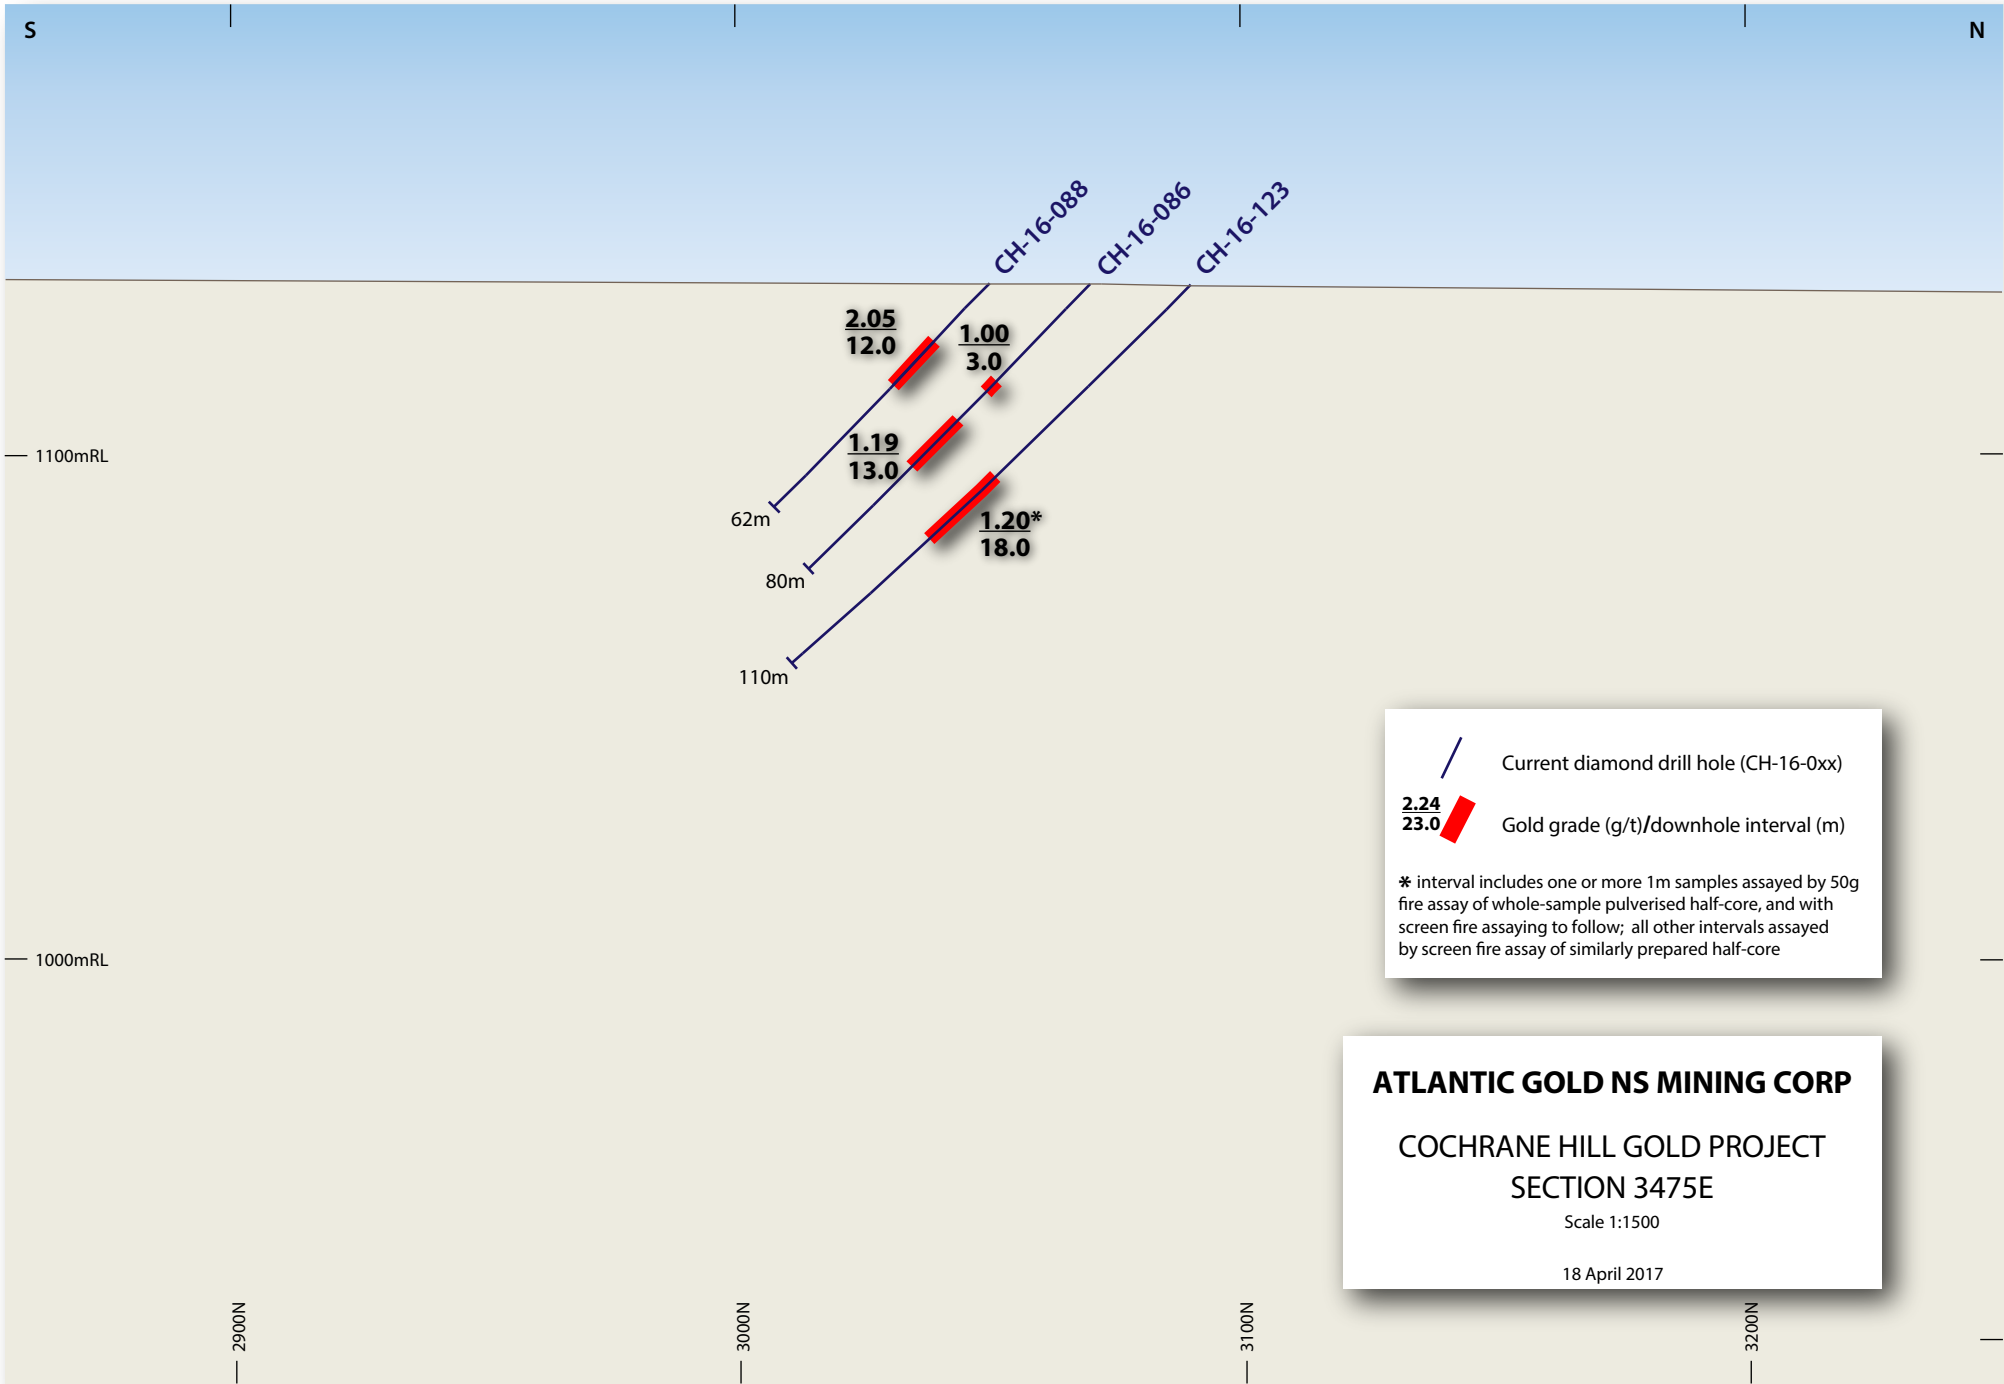 S
N
CH-16-088
CH-16-086
CH-16-123
2.05
12.0
1.00
3.0
1.19
13.0
1.20*
18.0
1100mRL
62m
80m
110m
1000mRL
Current diamond drill hole (CH-16-0xx)
2.24
23.0
Gold grade (g/t)/downhole interval (m)
* interval includes one or more 1m samples assayed by 50g
fire assay of whole-sample pulverised half-core, and with
screen fire assaying to follow; all other intervals assayed
by screen fire assay of similarly prepared half-core
ATLANTIC GOLD NS MINING CORP
COCHRANE HILL GOLD PROJECT
SECTION 3475E
Scale 1:1500
18 April 2017
2900N
3000N
3100N
3200N